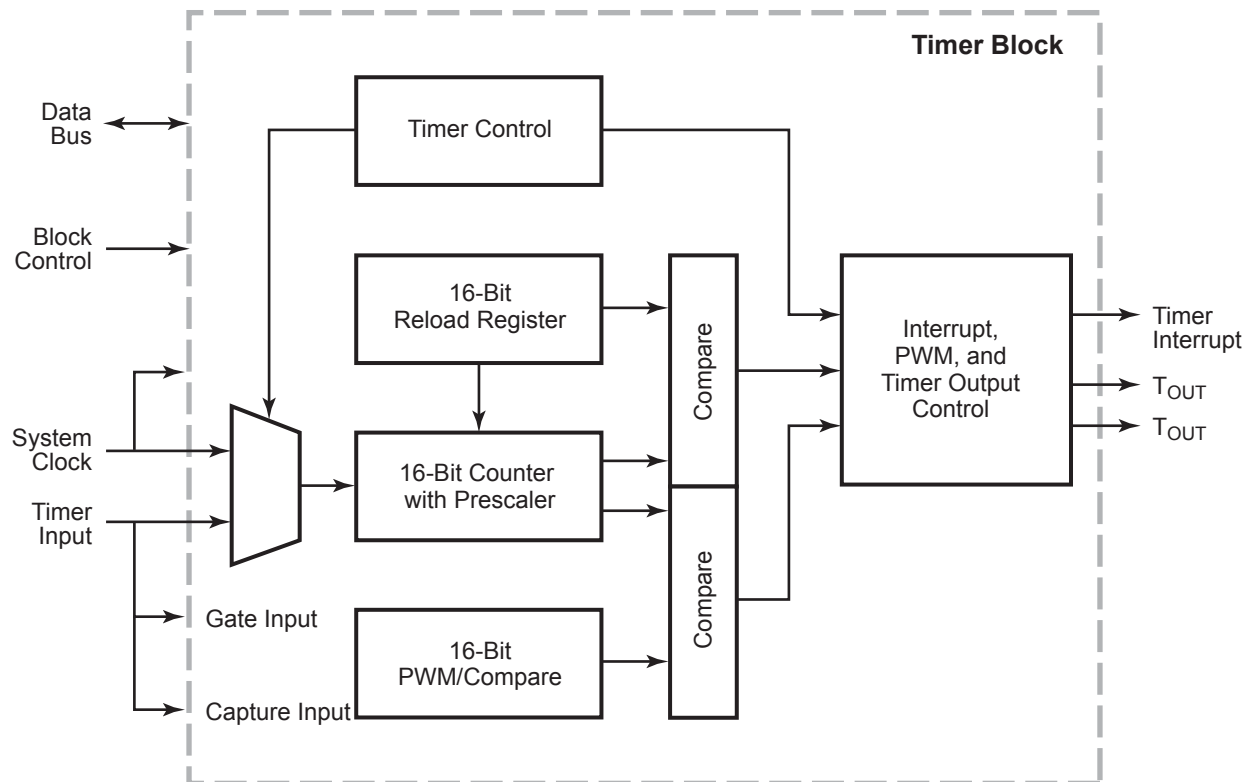 Timer Block
Data
Bus
Timer Control
Block
Control
16-Bit
Reload Register
Compare
Interrupt,
PWM, and
Timer Output
Control
Timer
Interrupt
TOUT
TOUT
System
Clock
16-Bit Counter
with Prescaler
Timer
Input
Compare
Gate Input
16-Bit
PWM/Compare
Capture Input